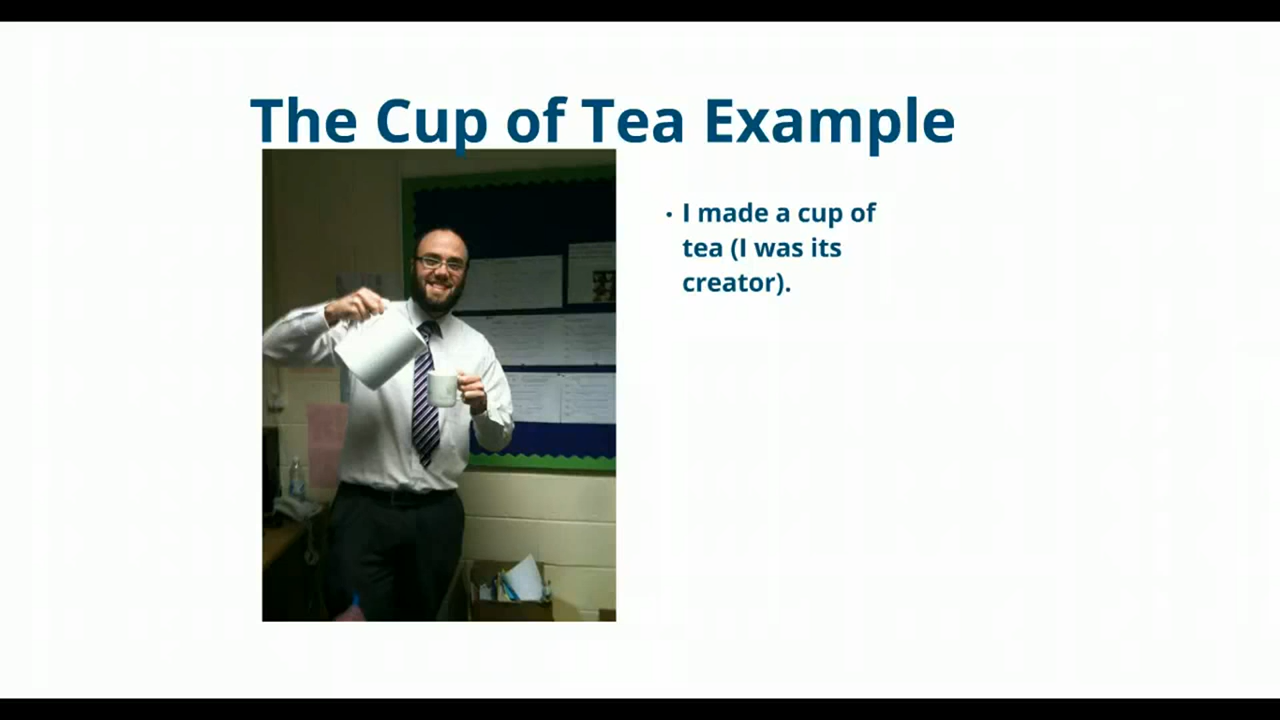 The Cup of Tea Example
• I made a cup of
tea (I was its
creator).